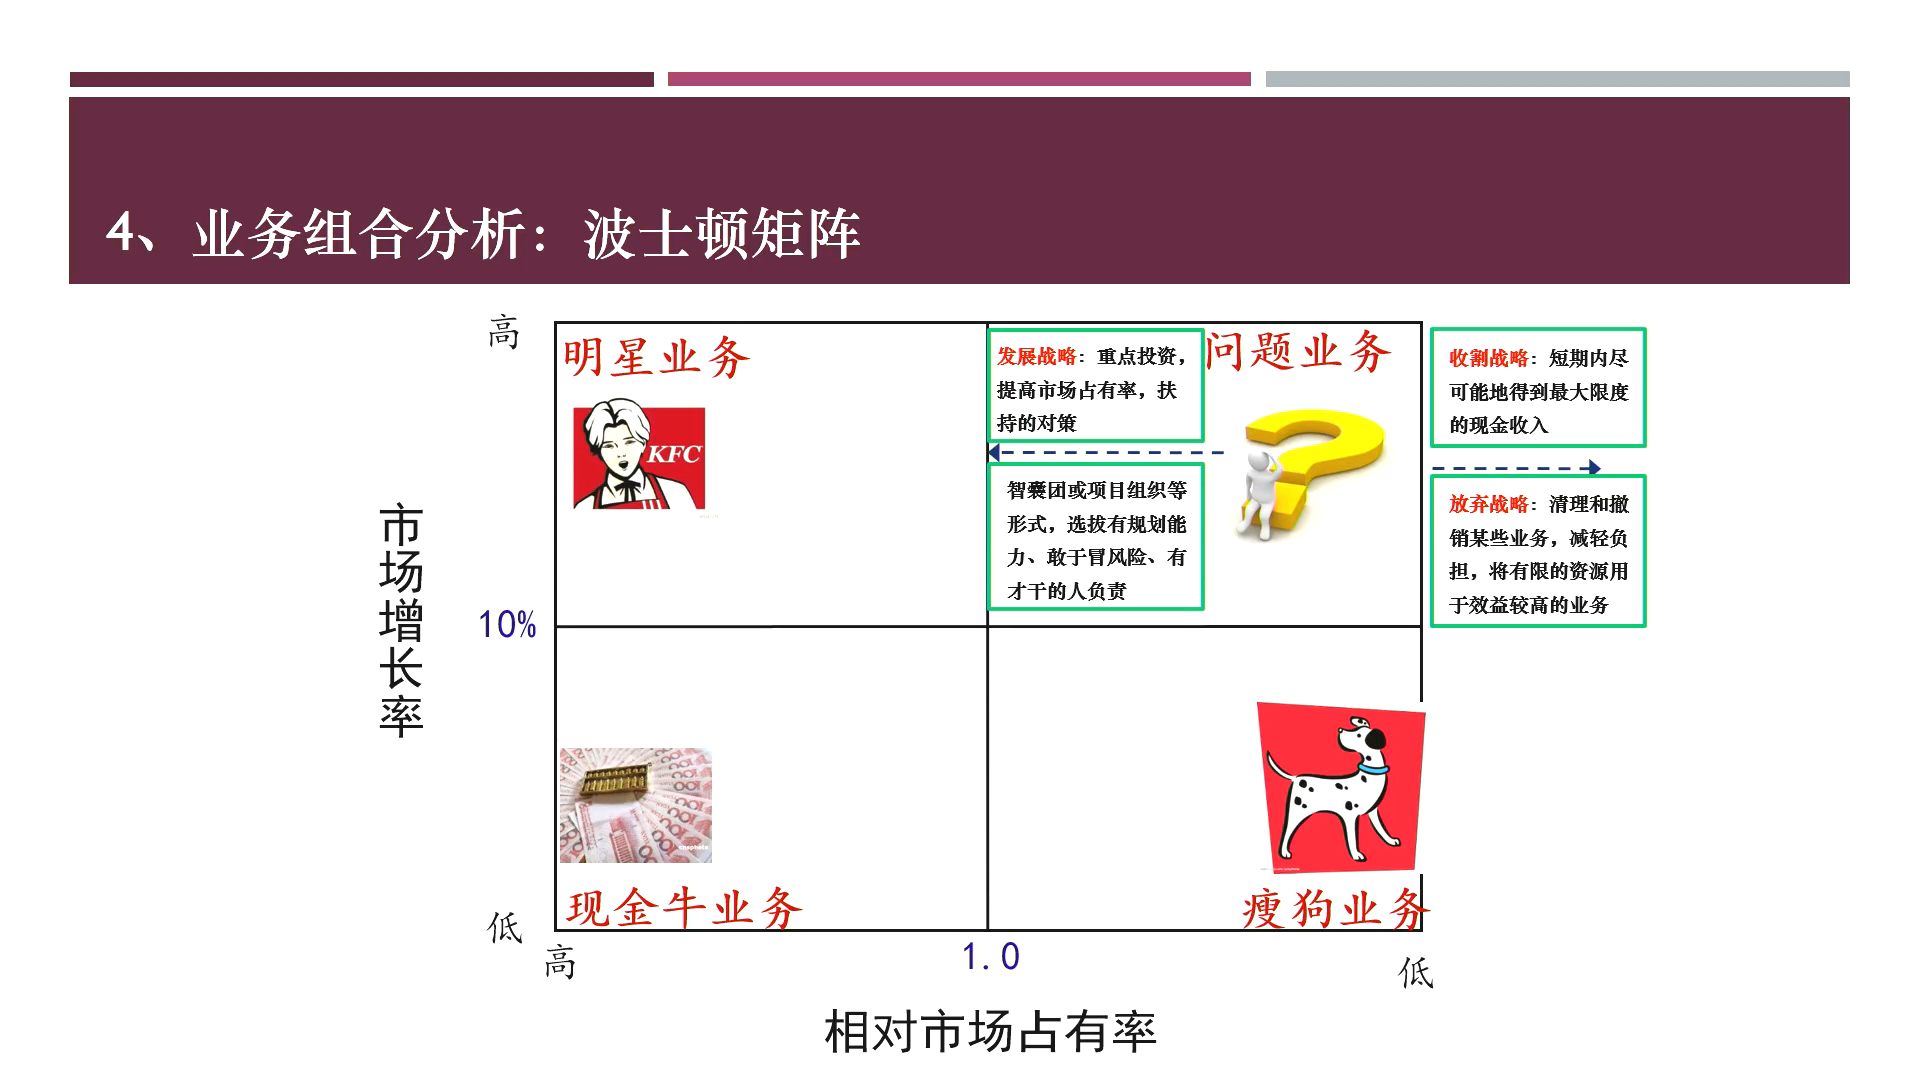 4、业务组合分析：波士顿矩阵
高
明星业务
KFC
发展战略：重点投资，
提高市场占有率，扶
持的对策
智囊团或项目组织等
形式，选拔有规划能
力、敢于冒风险、有
才干的人负责
问题业务
收割战略：短期内尽
可能地得到最大限度
的现金收入
放弃战略：清理和撤
销某些业务，减轻负
担，将有限的资源用
于效益较高的业务
市场增长率
10%
现金牛业务
瘦狗业务
低
高
1.0
低
相对市场占有率